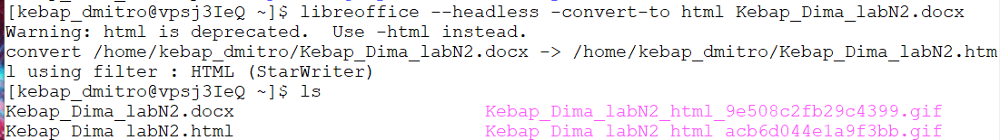 [kebap_dmitro@vpsj3IeQ ~]$ libreoffice --headless -convert-to html Kebap_Dima_labN2.docx
Warning: html is deprecated.  Use -html instead.
convert /home/kebap_dmitro/Kebap_Dima_labN2.docx -> /home/kebap_dmitro/Kebap_Dima_labN2.htm
l using filter : HTML (StarWriter)
[kebap_dmitro@vpsj3IeQ ~]$ ls
Kebap_Dima_labN2.docx                    Kebap_Dima_labN2_html_9e508c2fb29c4399.gif
Kebap_Dima_labN2.html                    Kebap_Dima_labN2_html_acb6d044e1a9f3bb.gif